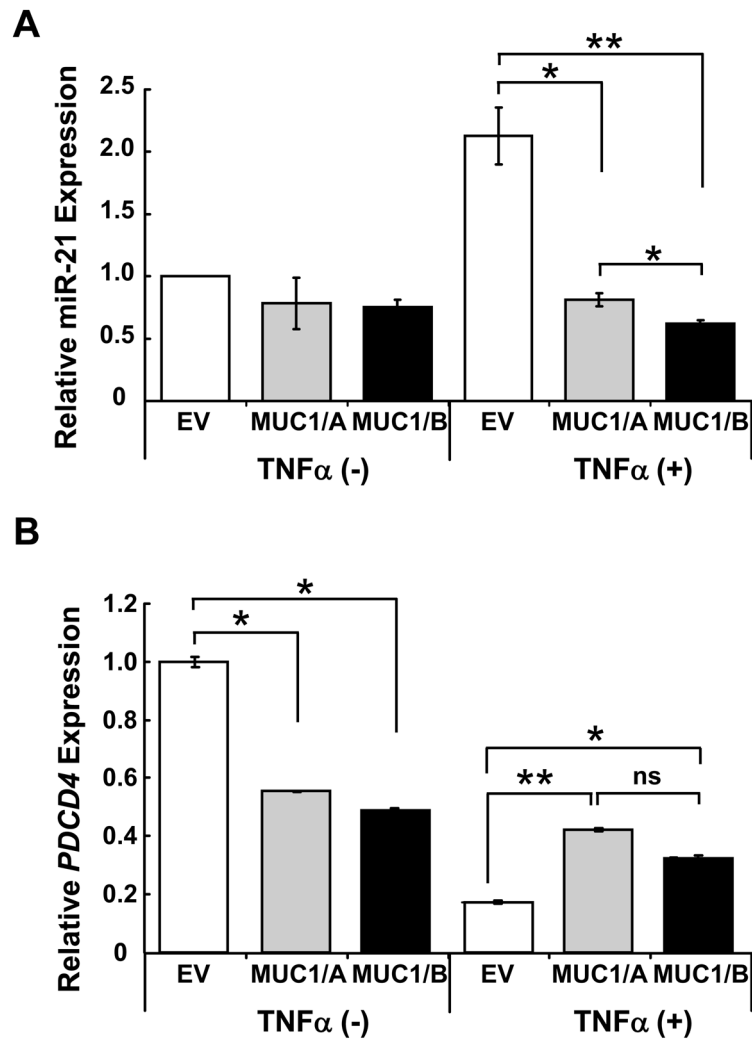 A
Relative miR-21 Expression
**
*
2.5
2.0
1.5
*
1.0
0.5
0
EV MUC1/A MUC1/B EV MUC1/A MUC1/B
TNFα (-) TNFα (+)
B
Relative PDCD4 Expression
*
1.2
*
1.0
0.8
*
** ns
0.6
0.4
0.2
0
EV MUC1/A MUC1/B EV MUC1/A MUC1/B
TNFα (-) TNFα (+)